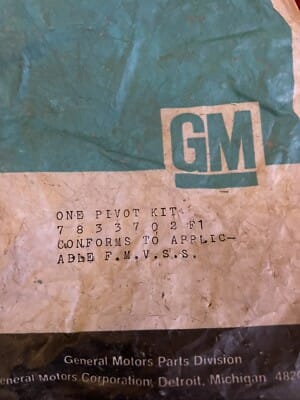 GM
ONE PIVOT KIT
7833702 F1
CONFORMS TO APPLIC-
ABLE F.M.V.S.S.
General Motors Parts Division
General Motors Corporation, Detroit, Michigan 482